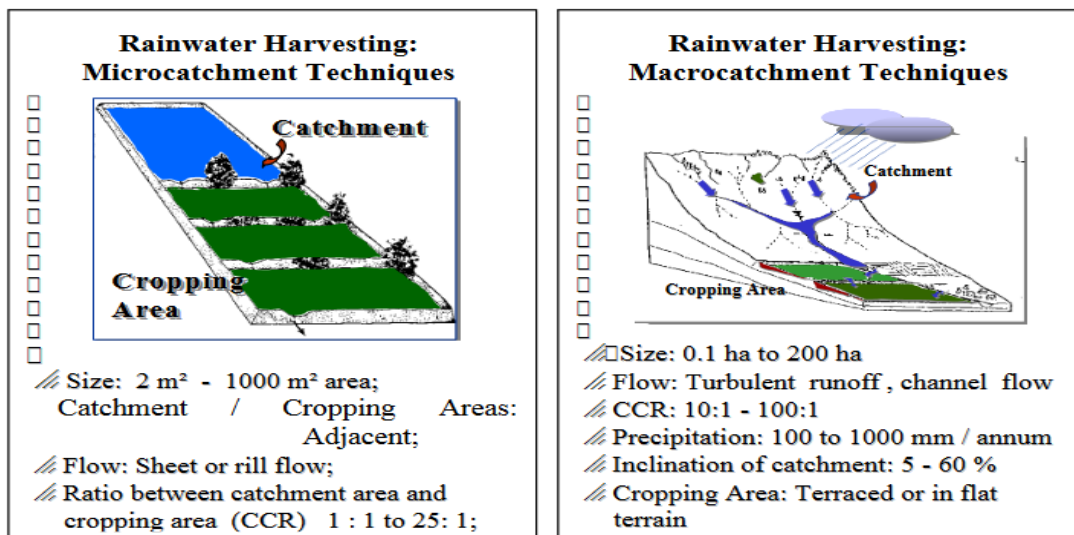 Rainwater Harvesting:
Microcatchment Techniques
Catchment
Cropping
Area
Size: 2 m² - 1000 m² area;
Catchment / Cropping Areas:
Adjacent;
Flow: Sheet or rill flow;
Ratio between catchment area and
cropping area (CCR) 1 : 1 to 25: 1;
Rainwater Harvesting:
Macrocatchment Techniques
Catchment
Cropping Area
Size: 0.1 ha to 200 ha
Flow: Turbulent runoff , channel flow
CCR: 10:1 - 100:1
Precipitation: 100 to 1000 mm / annum
Inclination of catchment: 5 - 60 %
Cropping Area: Terraced or in flat
terrain